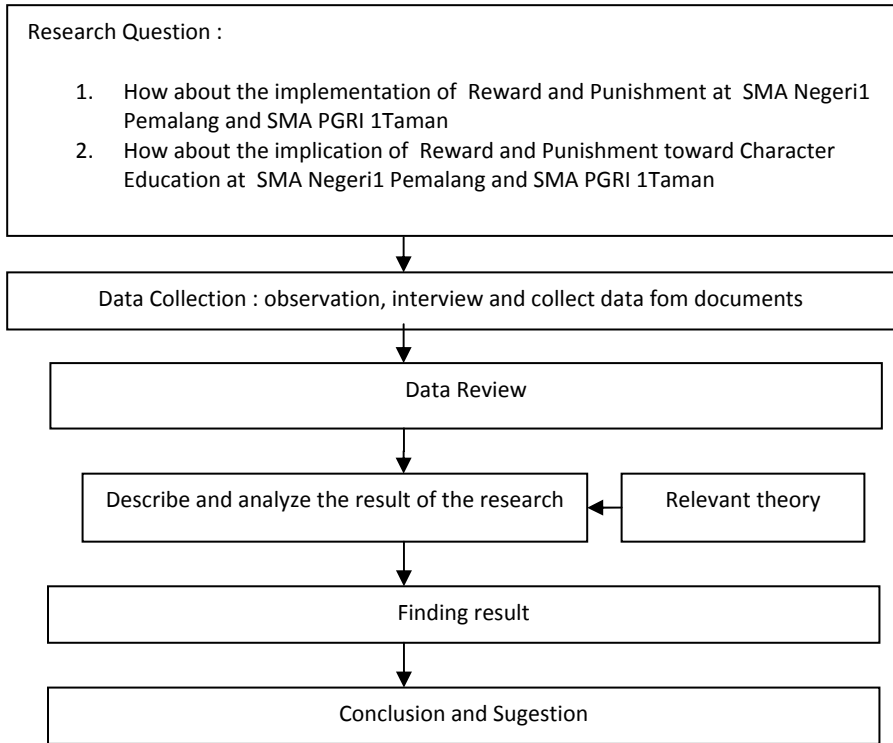 Research Question :
1. How about the implementation of Reward and Punishment at SMA Negeri1
Pemalang and SMA PGRI 1Taman
2. How about the implication of Reward and Punishment toward Character
Education at SMA Negeri1 Pemalang and SMA PGRI 1Taman
Data Collection : observation, interview and collect data fom documents
Data Review
Describe and analyze the result of the research
Relevant theory
Finding result
Conclusion and Sugestion